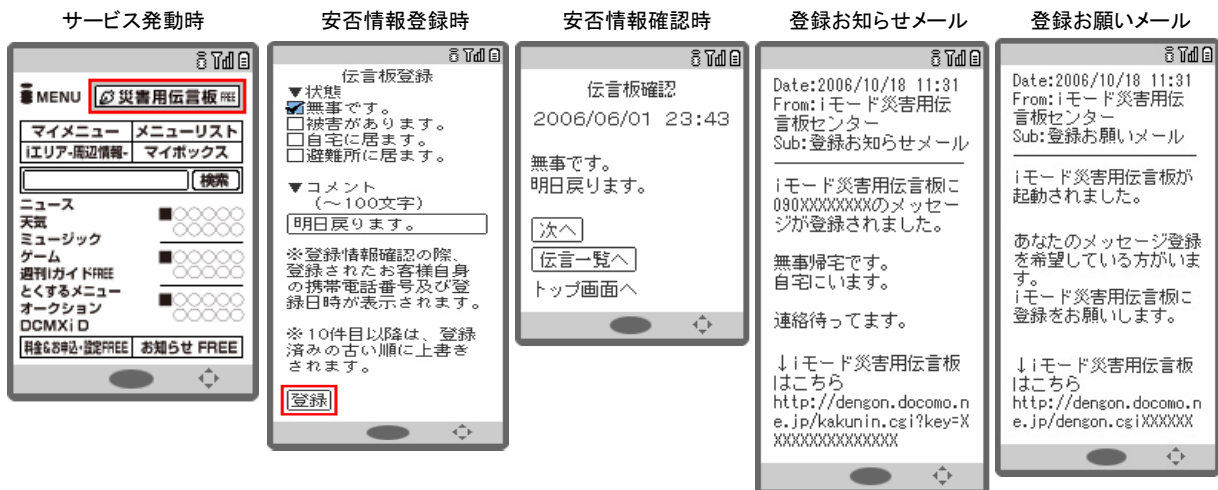 サービス発動時
MENU 災害用伝言板 FREE
マイメニュー メニューリスト
iエリア-周辺情報- マイボックス
検索
ニュース
天気
ミュージック
ゲーム
週刊iガイドFREE
とくするメニュー
オークション
DCMXiD
料金&お申込・設定FREE お知らせ FREE
安否情報登録時
伝言板登録
▼状態
無事です。
被害があります。
自宅に居ます。
避難所に居ます。
▼コメント
(～100文字)
明日戻ります。
※登録情報確認の際、
登録されたお客様自身
の携帯電話番号及び登
録日時が表示されます。
※10件目以降は、登録
済みの古い順に上書き
されます。
登録
安否情報確認時
伝言板確認
2006/06/01 23:43
無事です。
明日戻ります。
次へ
伝言一覧へ
トップ画面へ
登録お知らせメール
Date:2006/10/18 11:31
From:iモード災害用伝
言板センター
Sub:登録お知らせメール
iモード災害用伝言板に
090XXXXXXXXのメッセー
ジが登録されました。
無事帰宅です。
自宅にいます。
連絡待ってます。
↓iモード災害用伝言板
はこちら
http://dengon.docomo.n
e.jp/kakunin.cgi?key=X
XXXXXXXXXXXXXX
登録お願いメール
Date:2006/10/18 11:31
From:iモード災害用伝
言板センター
Sub:登録お願いメール
iモード災害用伝言板が
起動されました。
あなたのメッセージ登録
を希望している方がいま
す。
iモード災害用伝言板に
登録をお願いします。
↓iモード災害用伝言板
はこちら
http://dengon.docomo.n
e.jp/dengon.cgiXXXXXX